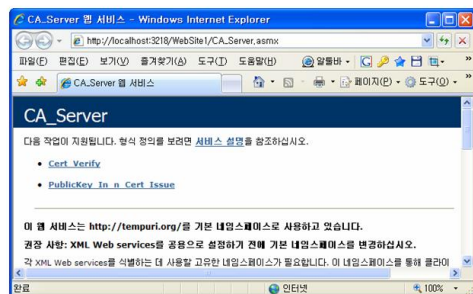 CA_Server 웹 서비스 - Windows Internet Explorer
http://localhost:3218/WebSite1/CA_Server.asmx
파일(F) 편집(E) 보기(V) 즐겨찾기(A) 도구(T) 도움말(H) 알툴바
CA_Server 웹 서비스 페이지(P) 도구(O)
CA_Server
다음 작업이 지원됩니다. 형식 정의를 보려면 서비스 설명을 참조하십시오.
Cert_Verify
PublicKey_In_n_Cert_Issue
이 웹 서비스는 http://tempuri.org/를 기본 네임스페이스로 사용하고 있습니다.
권장 사항: XML Web services를 공용으로 설정하기 전에 기본 네임스페이스를 변경하십시오.
각 XML Web services를 식별하는 데 사용할 고유한 네임스페이스가 필요합니다. 이 네임스페이스를 통해 클라이
완료 인터넷 100%